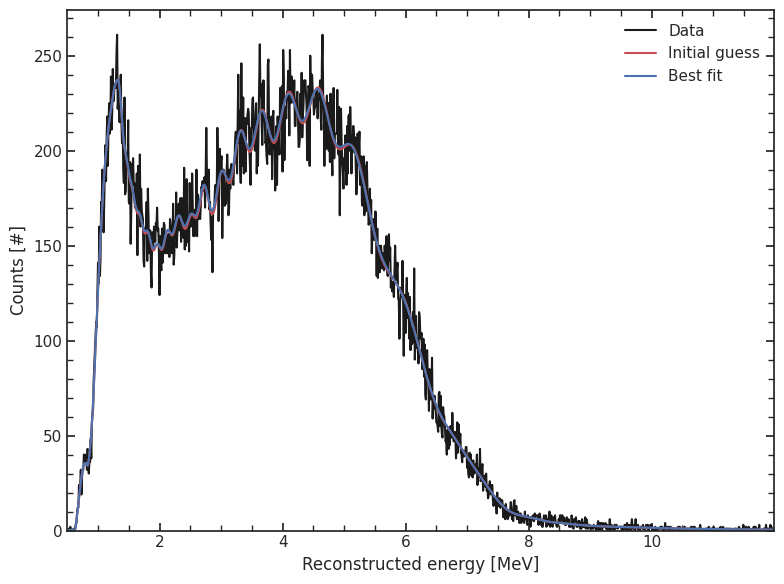 Data
Initial guess
Best fit
250
200
150
100
50
0
Counts [#]
2 4 6 8 10
Reconstructed energy [MeV]